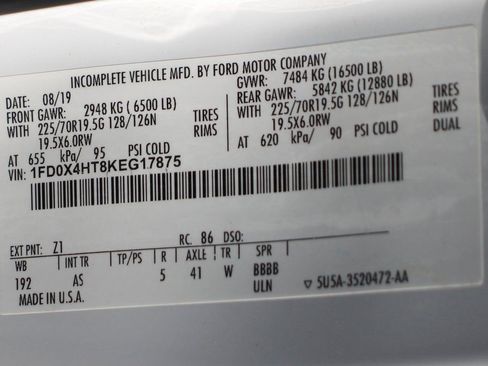 INCOMPLETE VEHICLE MFD. BY FORD MOTOR COMPANY
DATE: 08/19 GVWR: 7484 KG (16500 LB)
FRONT GAWR: 2948 KG ( 6500 LB) REAR GAWR: 5842 KG (12880 LB)
WITH 225/70R19.5G 128/126N TIRES WITH 225/70R19.5G 128/126N TIRES
19.5X6.0RW RIMS 19.5X6.0RW RIMS
AT 655 kPa/ 95 PSI COLD AT 620 kPa/ 90 PSI COLD DUAL
VIN: 1FD0X4HT8KEG17875
EXT PNT: Z1 RC: 86 DSO:
WB INT TR TP/PS R AXLE TR SPR
192 AS 5 41 W BBBB
ULN
MADE IN U.S.A. ▽ 5U5A-3520472-AA